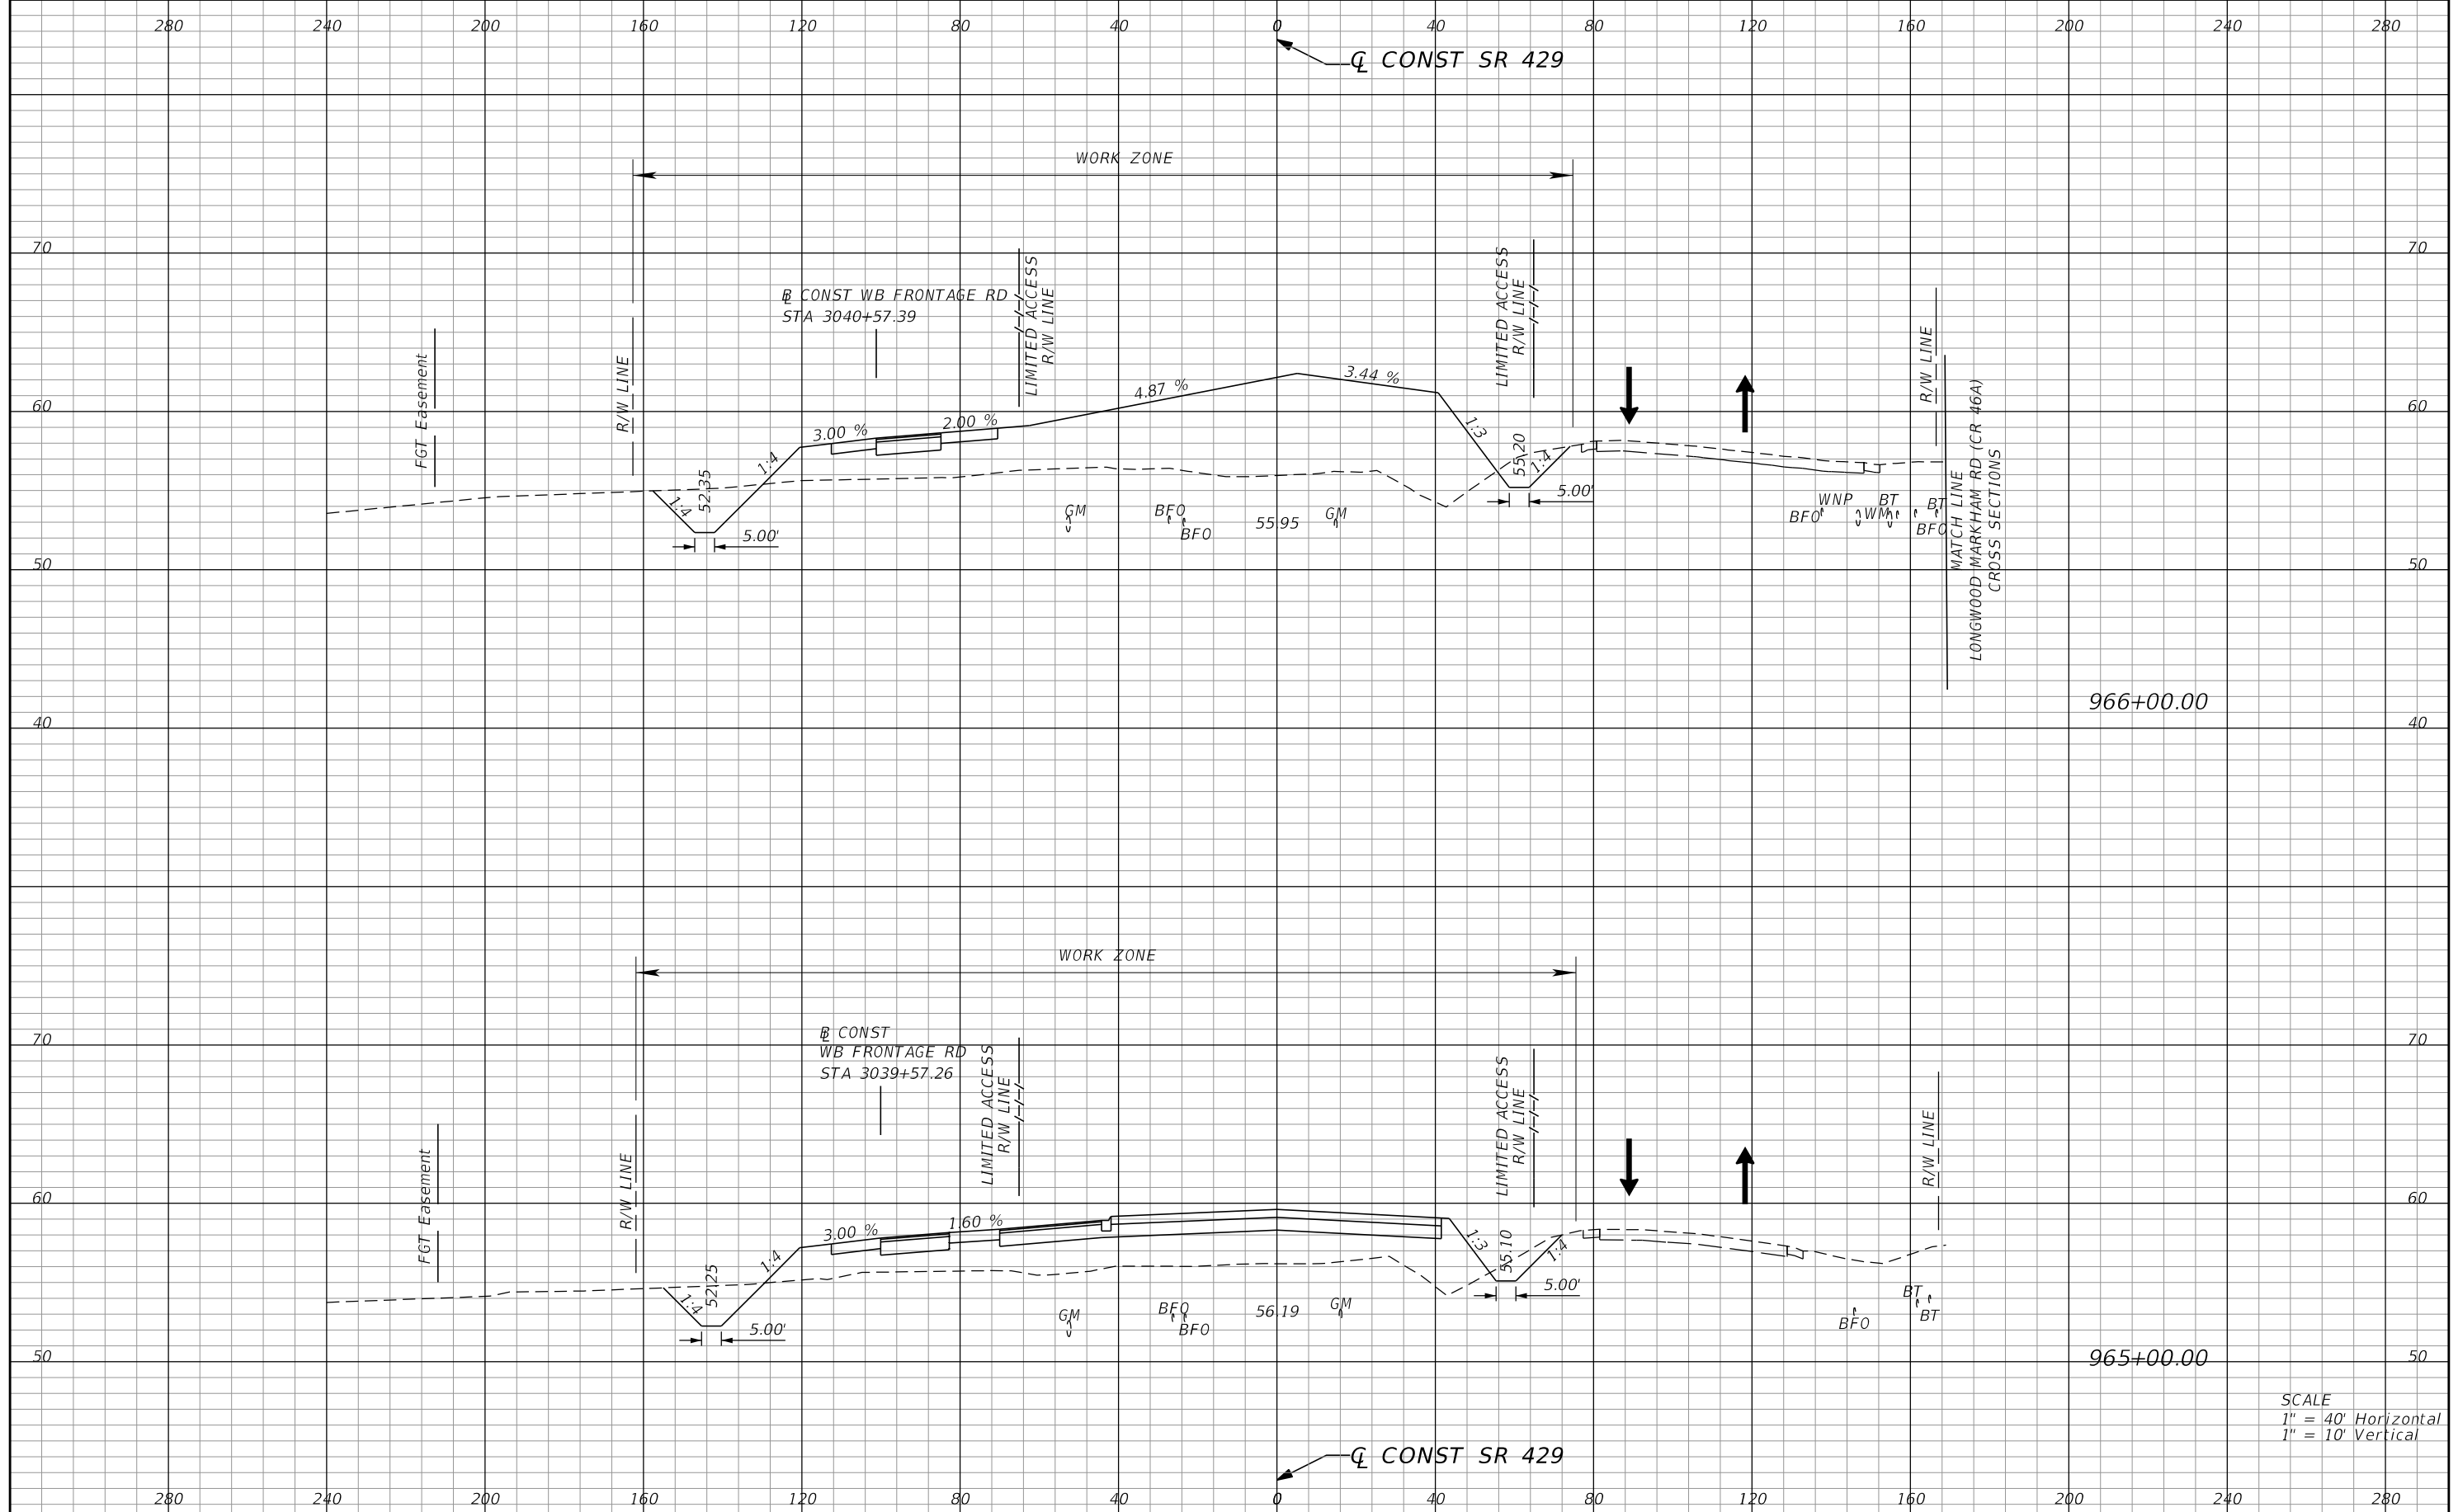 280 240 200 160 120 80 40 0 40 80 120 160 200 240 280
℄ CONST SR 429
WORK ZONE
70 70
℔ CONST WB FRONTAGE RD
STA 3040+57.39
LIMITED ACCESS
R/W LINE
LIMITED ACCESS
R/W LINE
FGT Easement
R/W LINE
R/W LINE
60 60
3.00 %
2.00 %
4.87 %
3.44 %
1:4
52.35
1:4
5.00'
1:3
55.20
1:4
5.00'
GM
BFO
BFO
55.95
GM
BFO
WNP
WM
BT
BT
BFO
MATCH LINE
LONGWOOD MARKHAM RD (CR 46A)
CROSS SECTIONS
50 50
966+00.00
40 40
WORK ZONE
70 70
℔ CONST
WB FRONTAGE RD
STA 3039+57.26
LIMITED ACCESS
R/W LINE
LIMITED ACCESS
R/W LINE
FGT Easement
R/W LINE
R/W LINE
60 60
3.00 %
1.60 %
1:4
52.25
1:4
5.00'
1:3
55.10
1:4
5.00'
GM
BFO
BFO
56.19
GM
BFO
BT
BT
50 50
965+00.00
SCALE
1" = 40' Horizontal
1" = 10' Vertical
℄ CONST SR 429
280 240 200 160 120 80 40 0 40 80 120 160 200 240 280